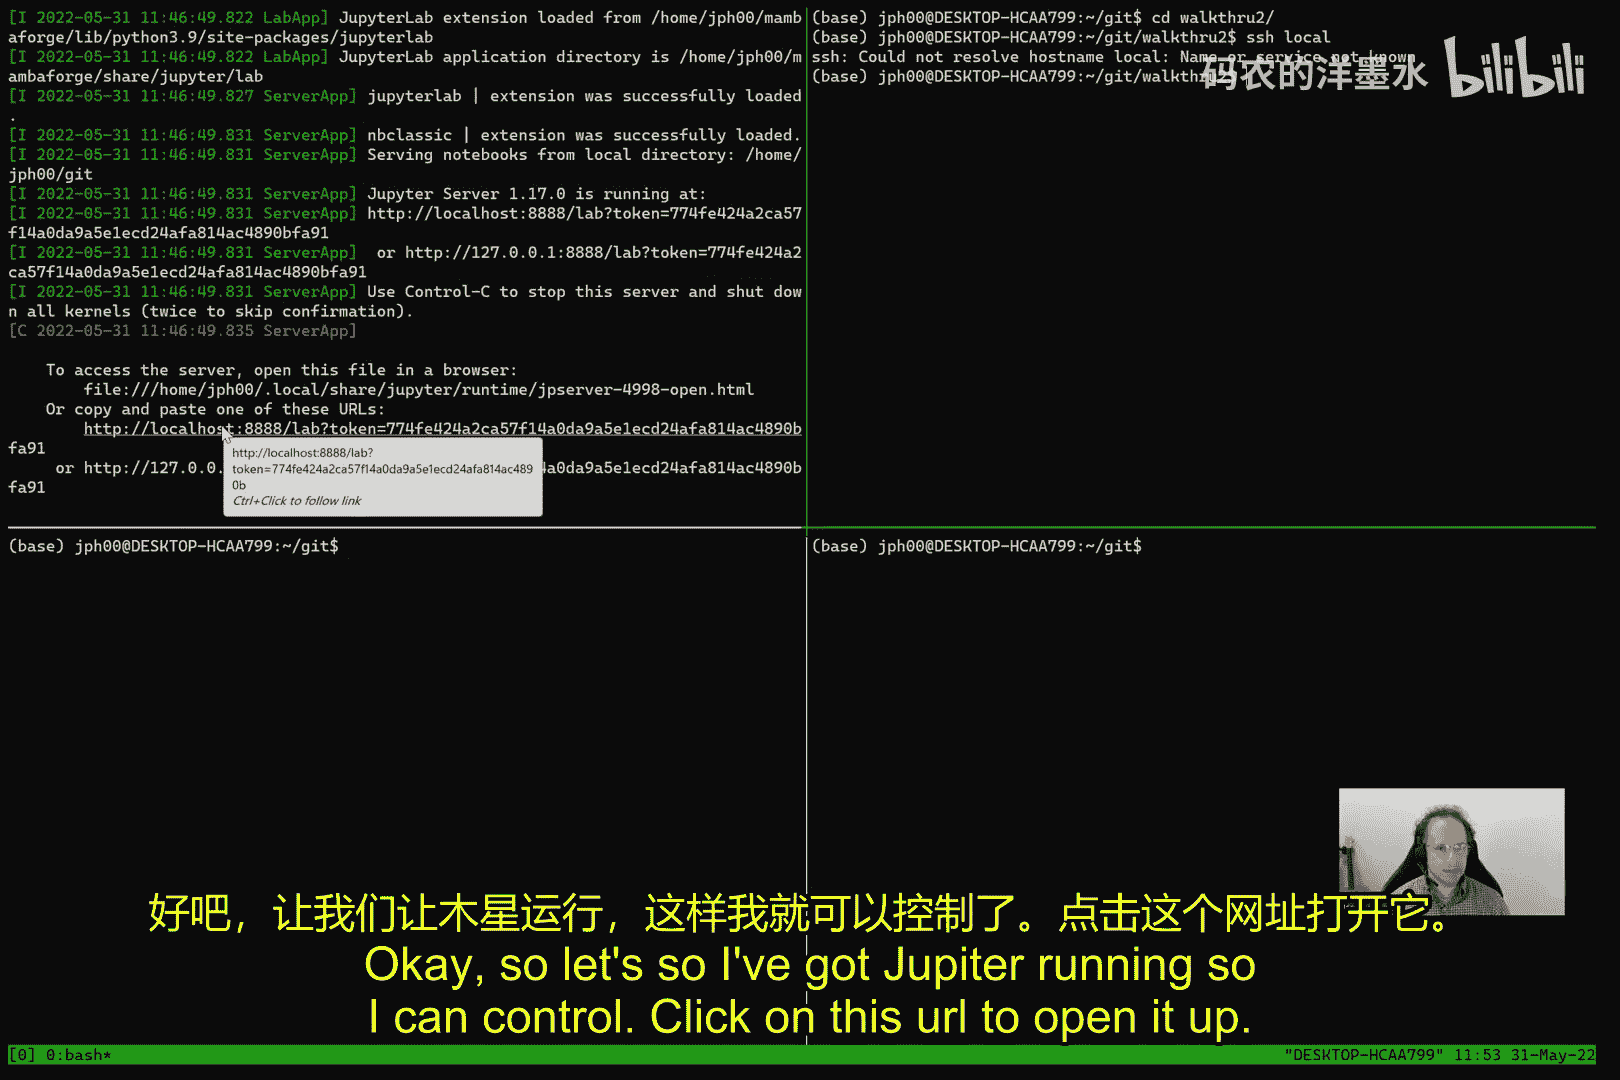 [I 2022-05-31 11:46:49.822 LabApp] JupyterLab extension loaded from /home/jph00/mamb
aforge/lib/python3.9/site-packages/jupyterlab
[I 2022-05-31 11:46:49.822 LabApp] JupyterLab application directory is /home/jph00/m
ambaforge/share/jupyter/lab
[I 2022-05-31 11:46:49.827 ServerApp] jupyterlab | extension was successfully loaded
.
[I 2022-05-31 11:46:49.831 ServerApp] nbclassic | extension was successfully loaded.
[I 2022-05-31 11:46:49.831 ServerApp] Serving notebooks from local directory: /home/
jph00/git
[I 2022-05-31 11:46:49.831 ServerApp] Jupyter Server 1.17.0 is running at:
[I 2022-05-31 11:46:49.831 ServerApp] http://localhost:8888/lab?token=774fe424a2ca57
f14a0da9a5e1ecd24afa814ac4890bfa91
[I 2022-05-31 11:46:49.831 ServerApp]  or http://127.0.0.1:8888/lab?token=774fe424a2
ca57f14a0da9a5e1ecd24afa814ac4890bfa91
[I 2022-05-31 11:46:49.831 ServerApp] Use Control-C to stop this server and shut dow
n all kernels (twice to skip confirmation).
[C 2022-05-31 11:46:49.835 ServerApp]
To access the server, open this file in a browser:
file:///home/jph00/.local/share/jupyter/runtime/jpserver-4998-open.html
Or copy and paste one of these URLs:
http://localhost:8888/lab?token=774fe424a2ca57f14a0da9a5e1ecd24afa814ac4890b
fa91
or http://127.0.0. 4a0da9a5e1ecd24afa814ac4890b
fa91
http://localhost:8888/lab?
token=774fe424a2ca57f14a0da9a5e1ecd24afa814ac489
0b
Ctrl+Click to follow link
(base) jph00@DESKTOP-HCAA799:~/git$ cd walkthru2/
(base) jph00@DESKTOP-HCAA799:~/git/walkthru2$ ssh local
ssh: Could not resolve hostname local: Name or service not known
(base) jph00@DESKTOP-HCAA799:~/git/walkthru2$
码农的洋墨水 bilibili
(base) jph00@DESKTOP-HCAA799:~/git$
(base) jph00@DESKTOP-HCAA799:~/git$
好吧，让我们让木星运行，这样我就可以控制了。点击这个网址打开它。
Okay, so let's so I've got Jupiter running so
I can control. Click on this url to open it up.
[0] 0:bash*
"DESKTOP-HCAA799" 11:53 31-May-22